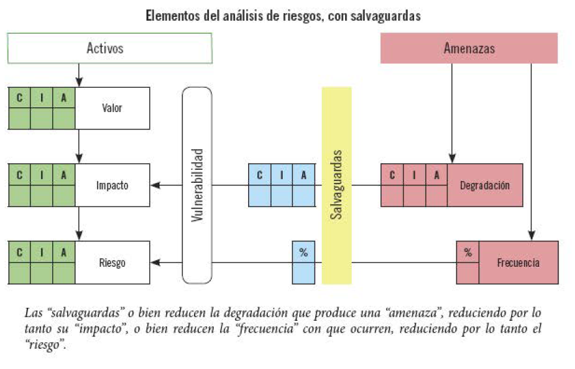 Elementos del análisis de riesgos, con salvaguardas
Activos
Amenazas
C I A
Valor
Vulnerabilidad
Salvaguardas
C I A
Impacto
C I A
C I A
Degradación
C I A
Riesgo
%
%
Frecuencia
Las “salvaguardas” o bien reducen la degradación que produce una “amenaza”, reduciendo por lo
tanto su “impacto”, o bien reducen la “frecuencia” con que ocurren, reduciendo por lo tanto el
“riesgo”.